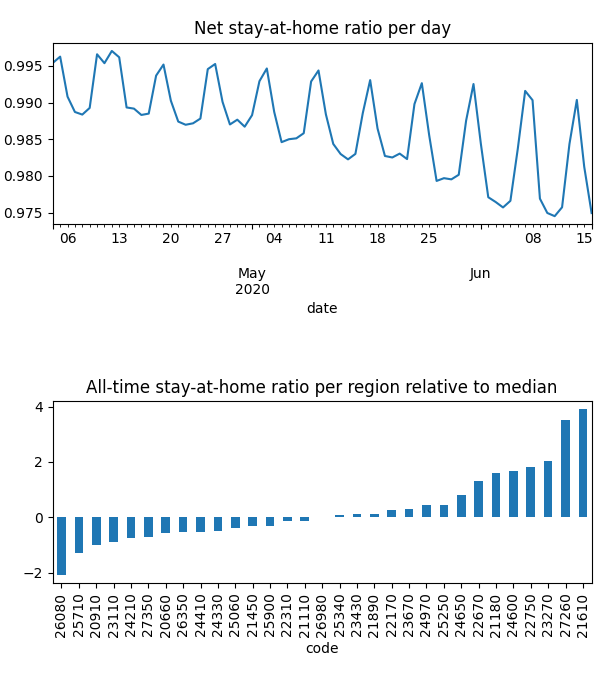 Net stay-at-home ratio per day
0.995
0.990
0.985
0.980
0.975
06 13 20 27 04 11 18 25 08 15
May Jun
2020
date
All-time stay-at-home ratio per region relative to median
4
2
0
−2
26080 25710 20910 23110 24210 27350 20660 26350 24410 24330 25060 21450 25900 22310 21110 26980 25340 23430 21890 22170 23670 24970 25250 24650 22670 21180 24600 22750 23270 27260 21610
code